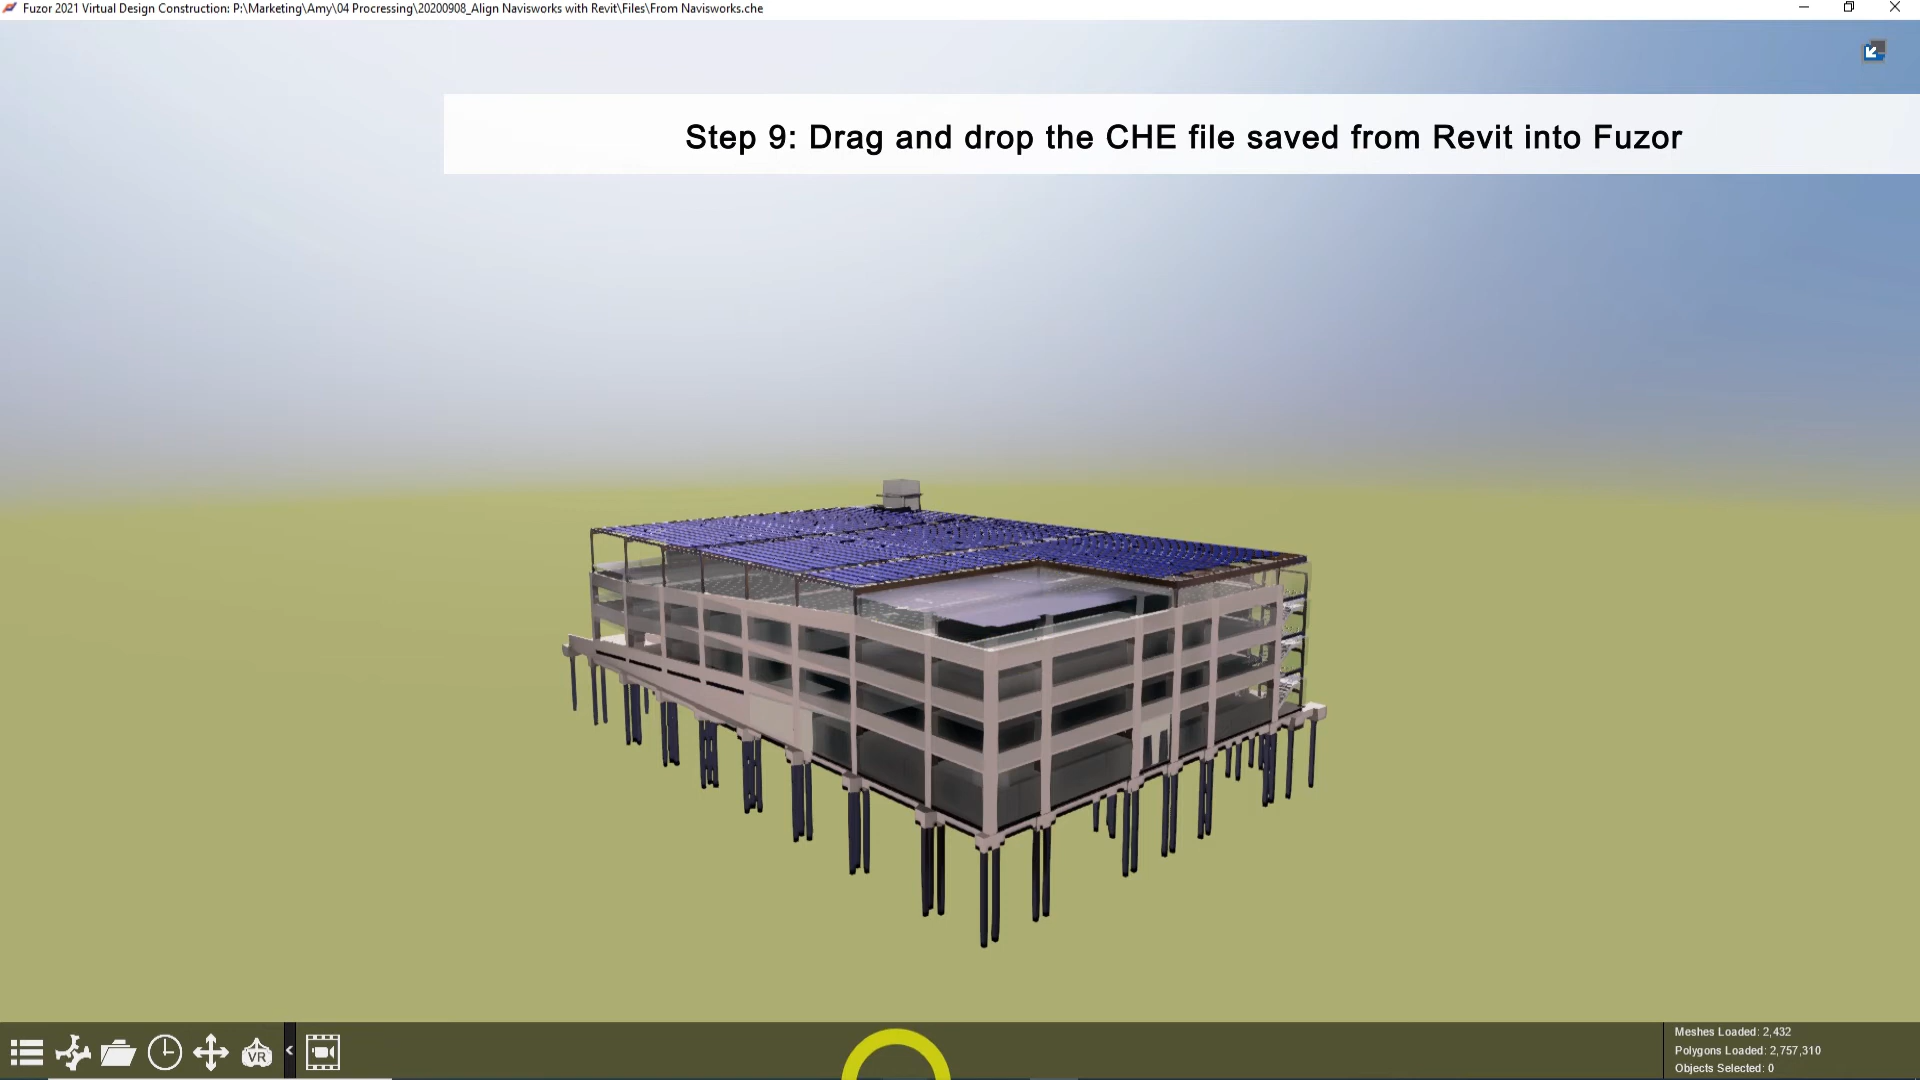 Fuzor 2021 Virtual Design Construction: P:\Marketing\Amy\04 Procressing\20200908_Align Navisworks with Revit\Files\From Navisworks.che
Step 9: Drag and drop the CHE file saved from Revit into Fuzor
VR
<
Meshes Loaded: 2,432
Polygons Loaded: 2,757,310
Objects Selected: 0